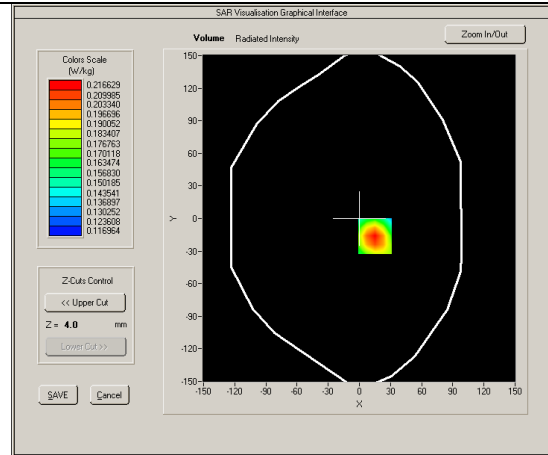 SAR Visualisation Graphical Interface
Volume Radiated Intensity
Zoom In/Out
Colors Scale
(W/kg)
0.216629
0.209985
0.203340
0.196696
0.190052
0.183407
0.176763
0.170118
0.163474
0.156830
0.150185
0.143541
0.136897
0.130252
0.123608
0.116964
Z-Cuts Control
<< Upper Cut
Z = 4.0 mm
Lower Cut >>
SAVE Cancel
150
120
90
60
30
0
-30
-60
-90
-120
-150
Y
-150 -120 -90 -60 -30 0 30 60 90 120 150
X